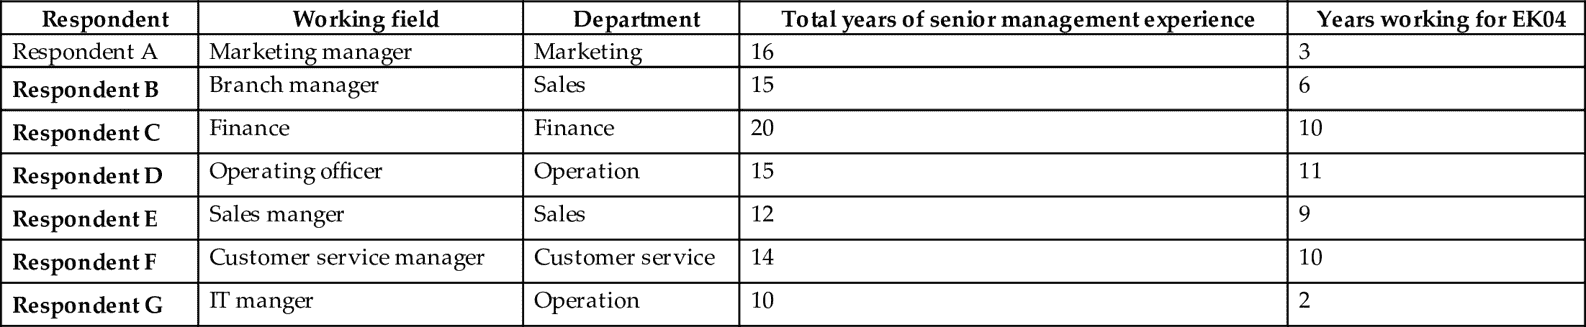 Respondent Working field Department Total years of senior management experience Years working for EK04
Respondent A Marketing manager Marketing 16 3
Respondent B Branch manager Sales 15 6
Respondent C Finance Finance 20 10
Respondent D Operating officer Operation 15 11
Respondent E Sales manger Sales 12 9
Respondent F Customer service manager Customer service 14 10
Respondent G IT manger Operation 10 2